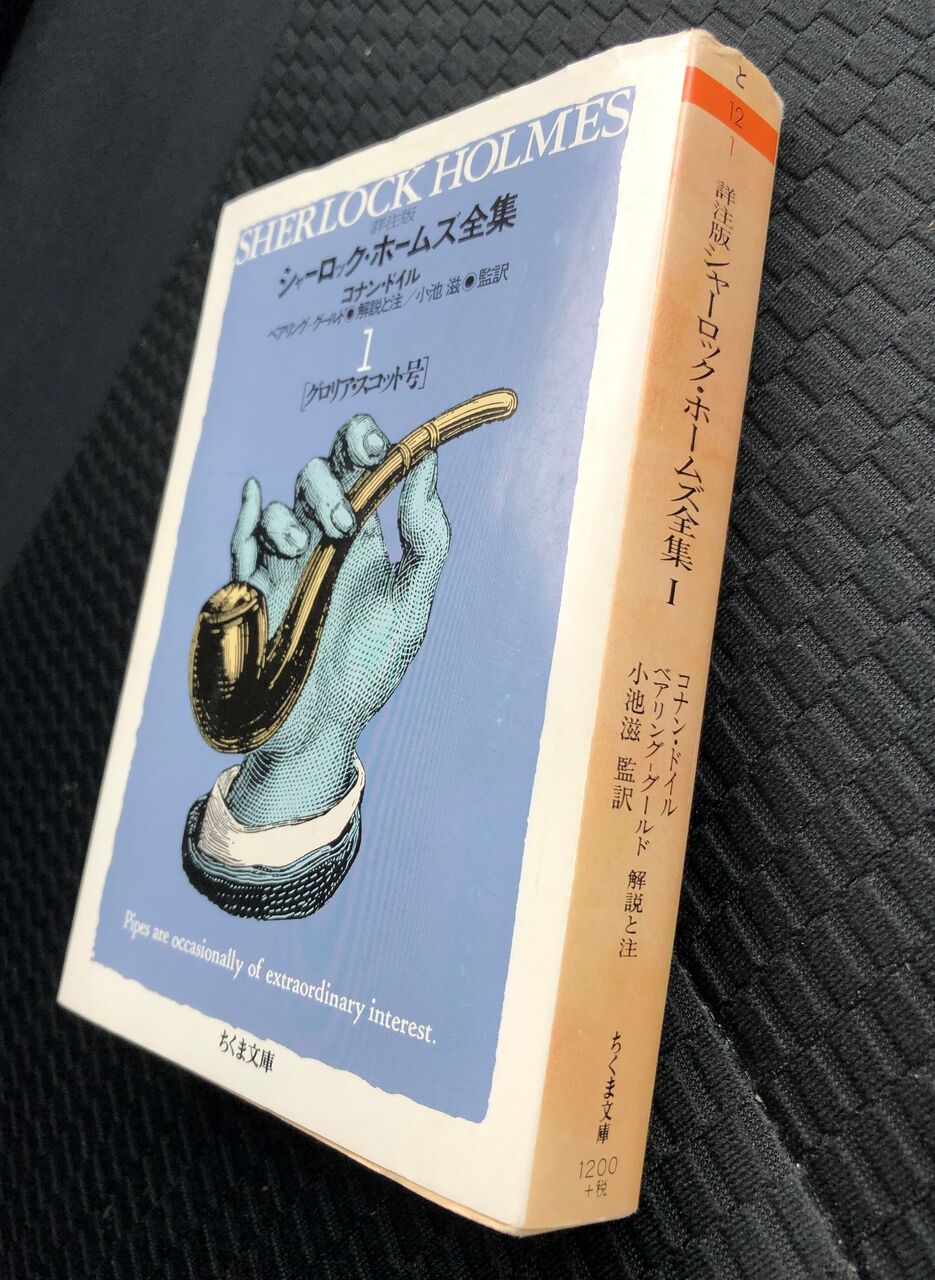 SHERLOCK HOLMES
詳注版
シャーロック・ホームズ全集
コナン・ドイル
ベアリング-グールド●解説と注/小池 滋●監訳
1
[グロリア・スコット号]
Pipes are occasionally of extraordinary interest.
ちくま文庫
と
12
1
詳注版 シャーロック・ホームズ全集 1
コナン・ドイル
ベアリング-グールド 解説と注
小池滋 監訳
ちくま文庫
1200
+税